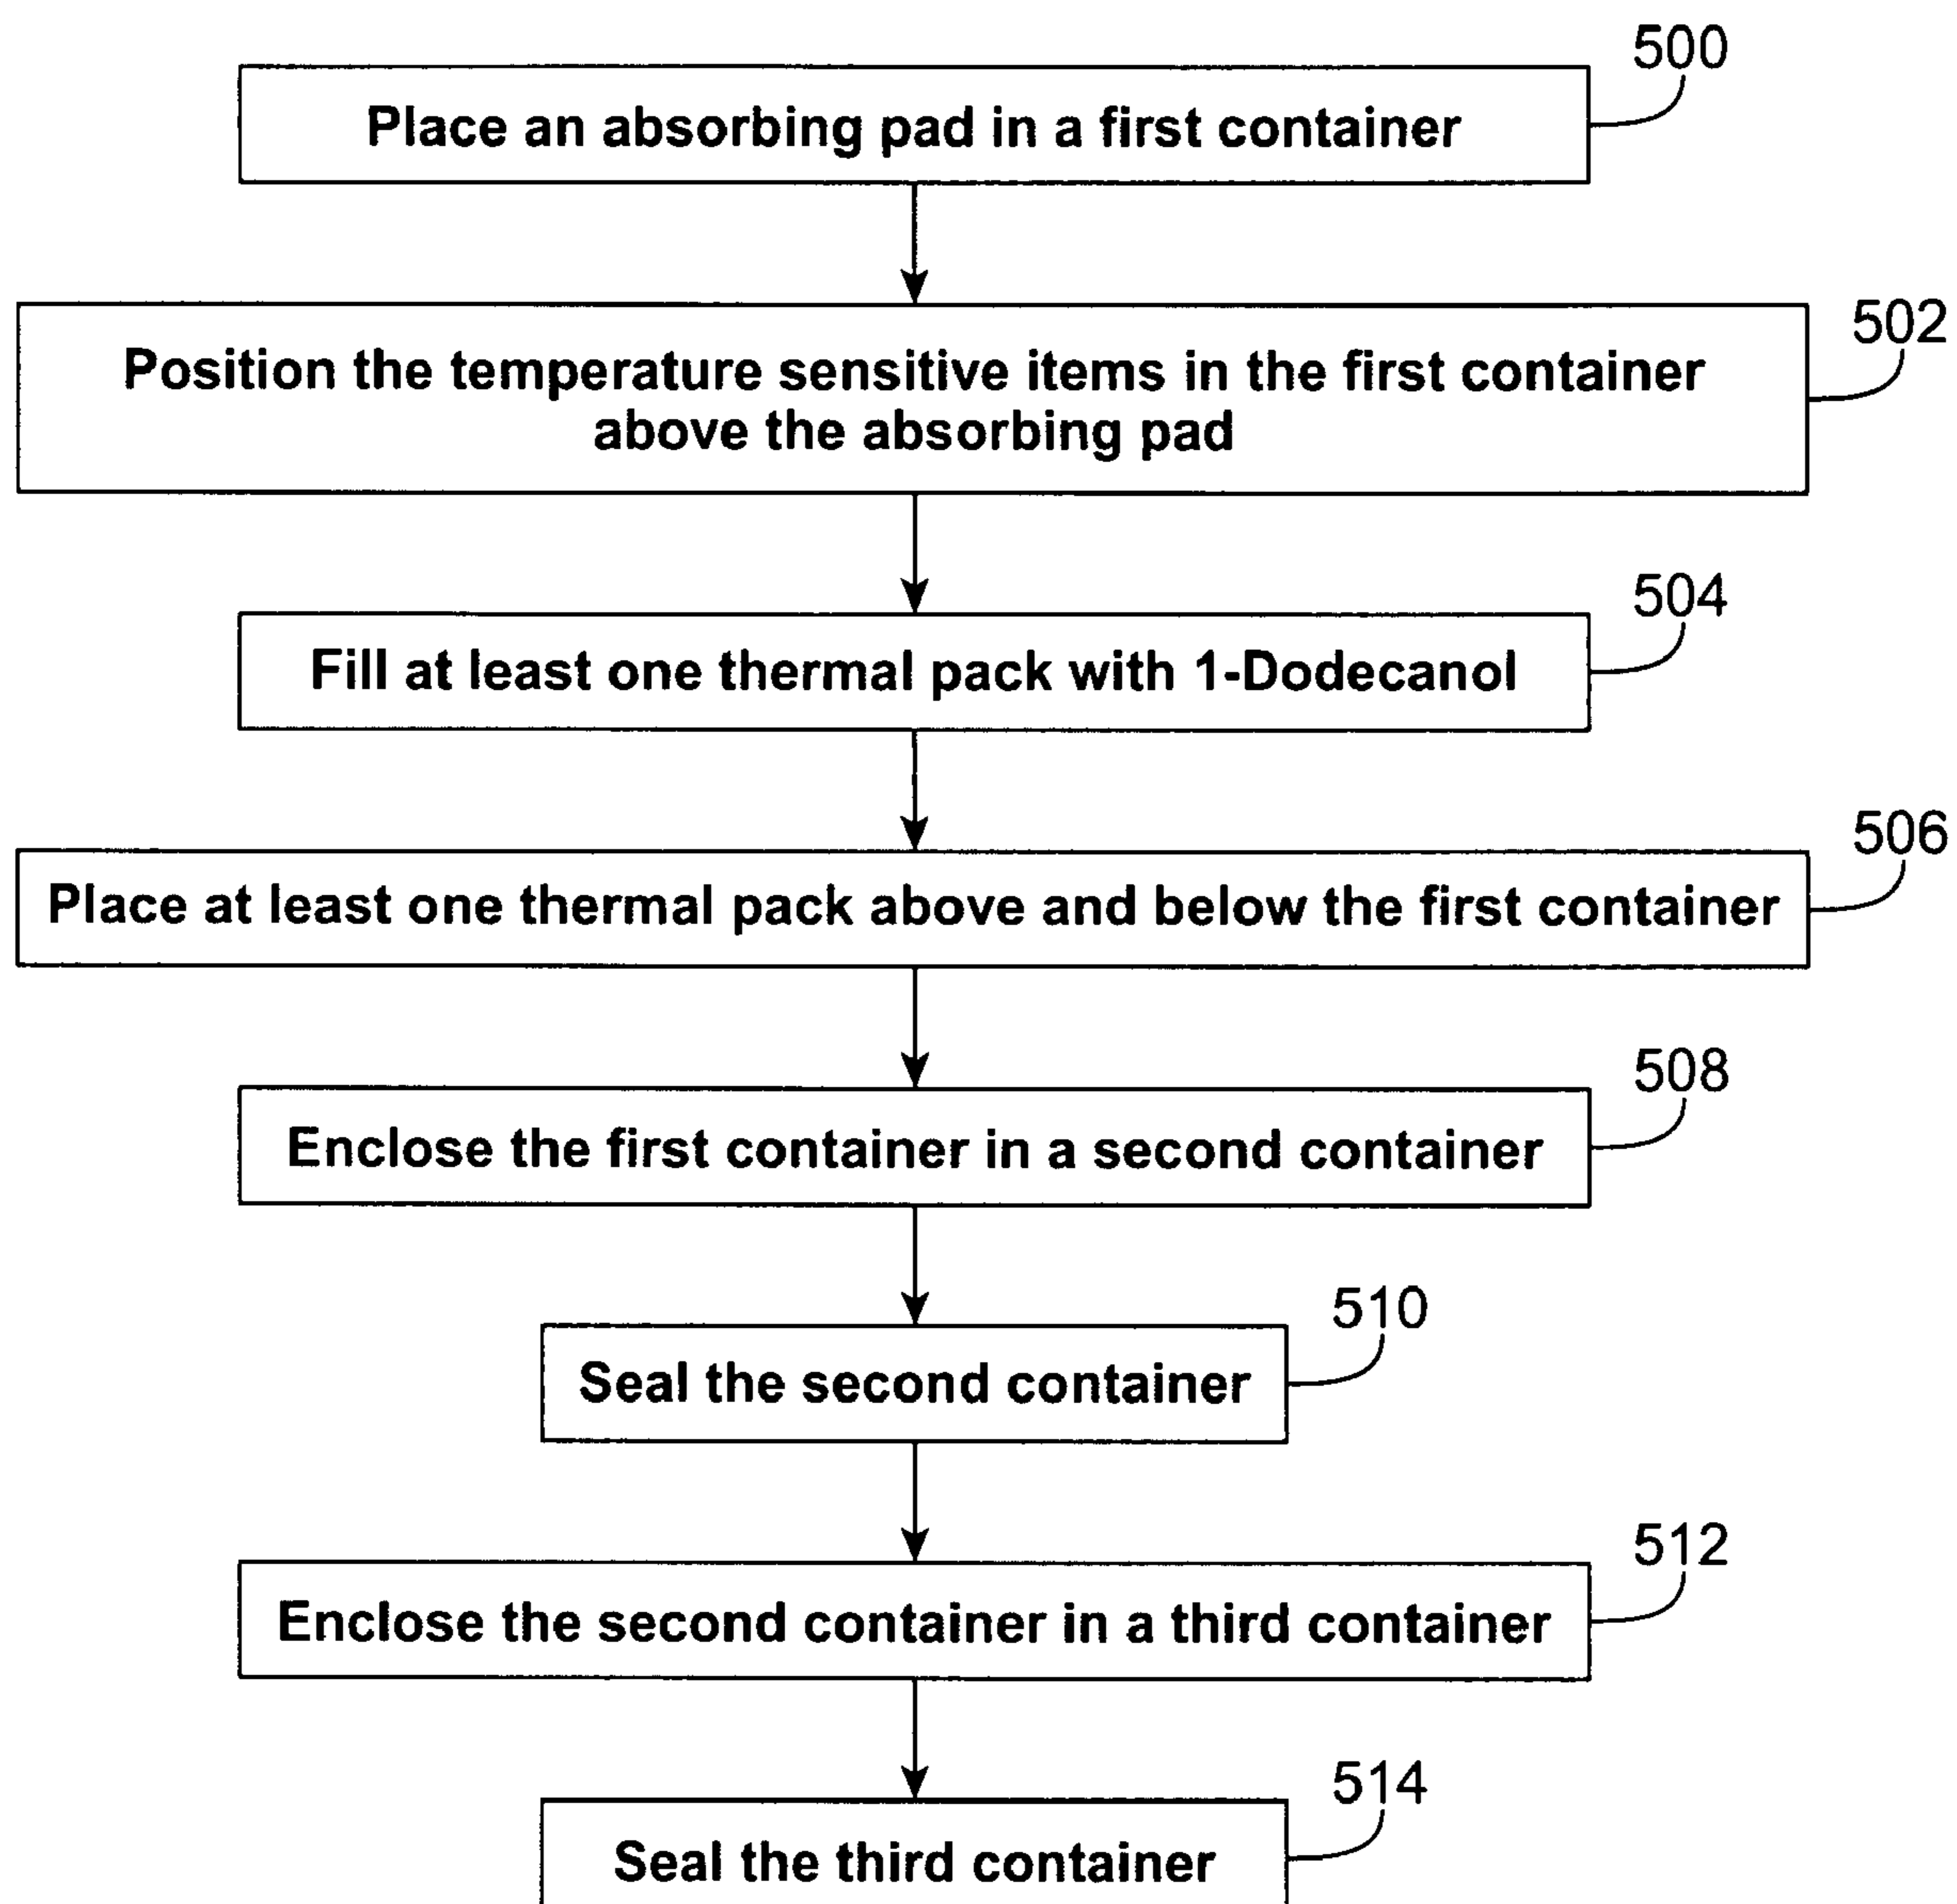 500
Place an absorbing pad in a first container
502
Position the temperature sensitive items in the first container
above the absorbing pad
504
Fill at least one thermal pack with 1-Dodecanol
506
Place at least one thermal pack above and below the first container
508
Enclose the first container in a second container
510
Seal the second container
512
Enclose the second container in a third container
514
Seal the third container